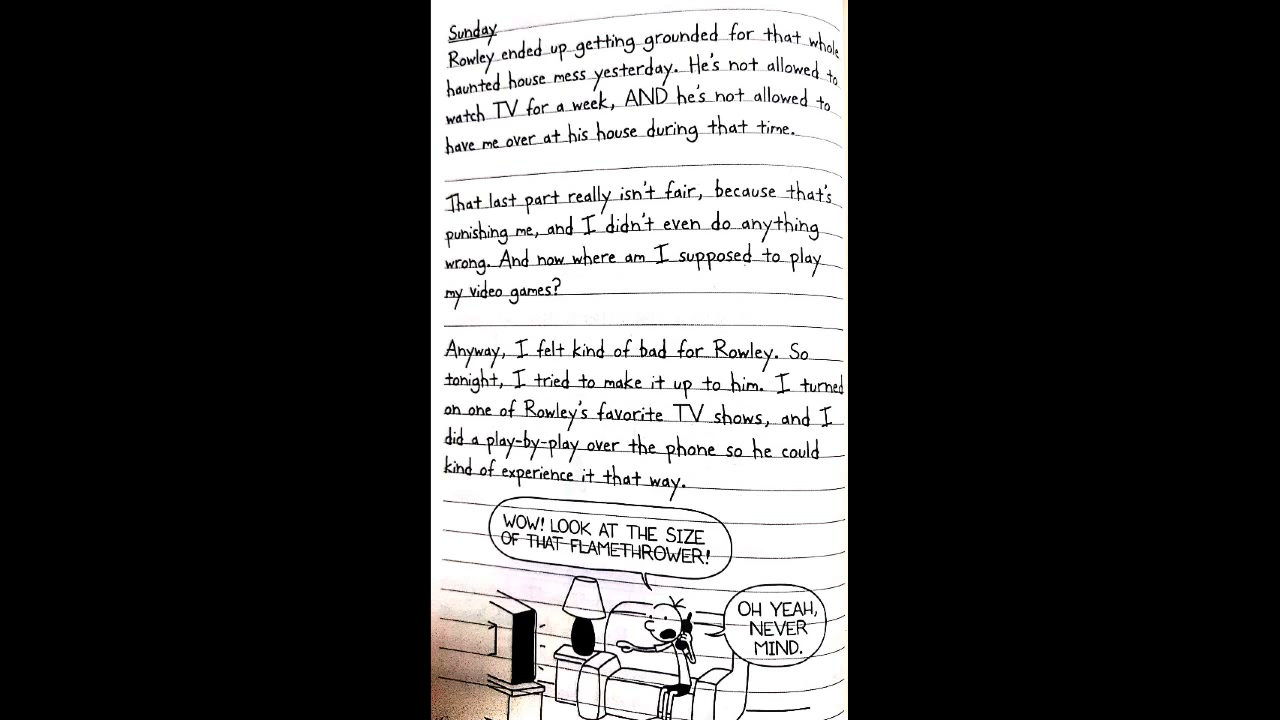 Sunday
Rowley ended up getting grounded for that whole
haunted house mess yesterday. He's not allowed to
watch TV for a week, AND he's not allowed to
have me over at his house during that time.
That last part really isn't fair, because that's
punishing me, and I didn't even do anything
wrong. And now where am I supposed to play
my video games?
Anyway, I felt kind of bad for Rowley. So
tonight, I tried to make it up to him. I turned
on one of Rowley's favorite TV shows, and I
did a play-by-play over the phone so he could
kind of experience it that way.
WOW! LOOK AT THE SIZE
OF THAT FLAMETHROWER!
OH YEAH,
NEVER
MIND.